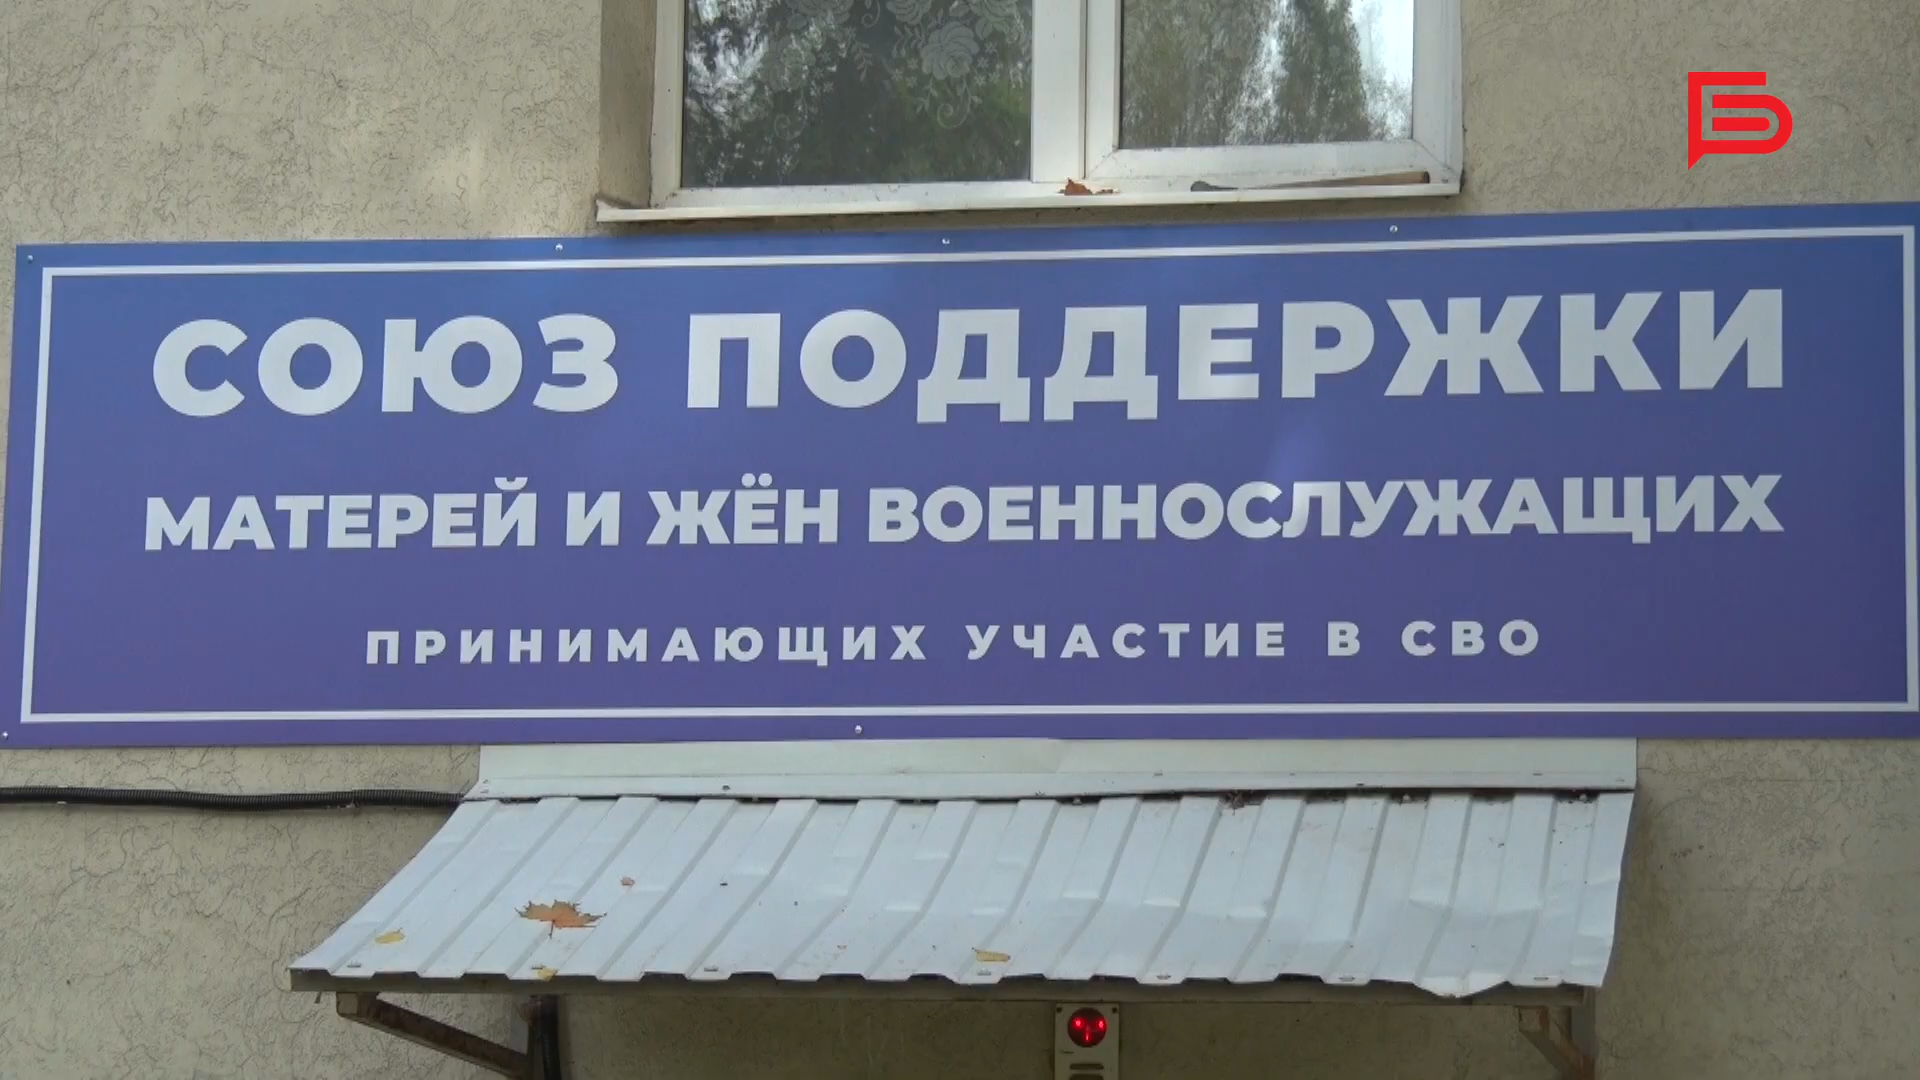 СОЮЗ ПОДДЕРЖКИ
МАТЕРЕЙ И ЖЁН ВОЕННОСЛУЖАЩИХ
ПРИНИМАЮЩИХ УЧАСТИЕ В СВО